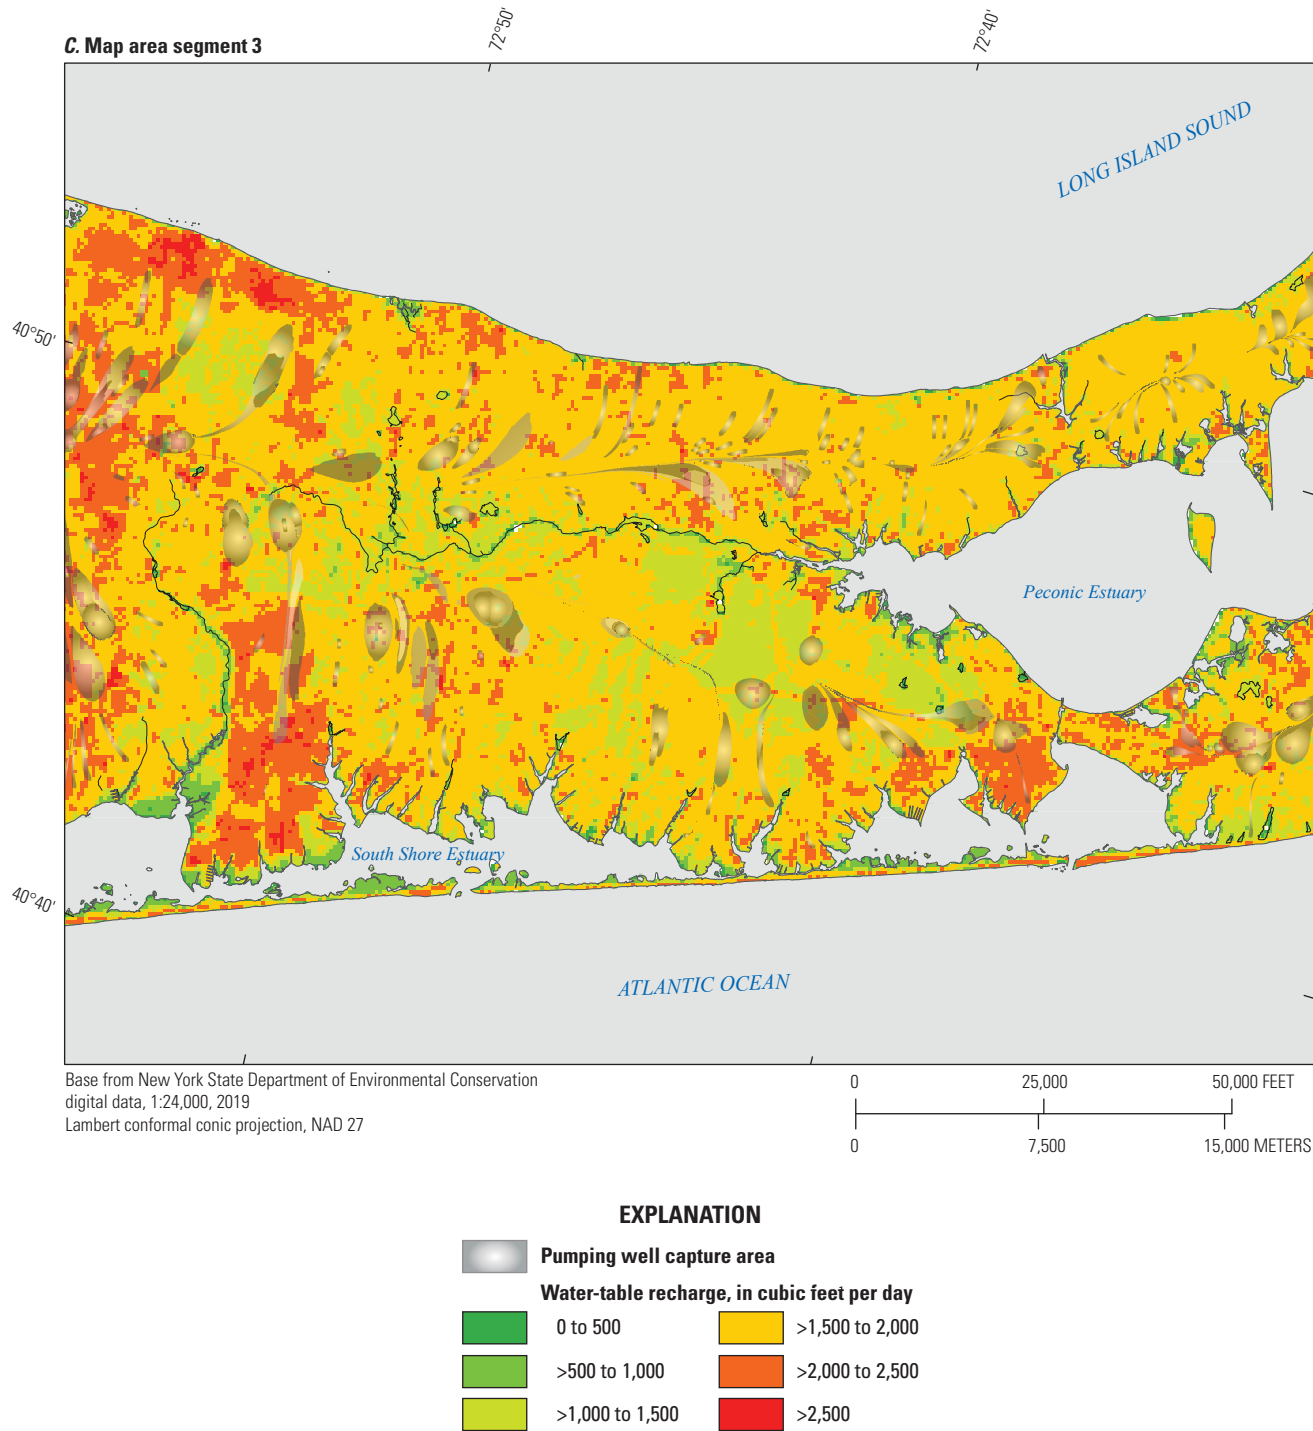 72°50'
72°40'
C. Map area segment 3
LONG ISLAND SOUND
40°50'
Peconic Estuary
South Shore Estuary
40°40'
ATLANTIC OCEAN
Base from New York State Department of Environmental Conservation
digital data, 1:24,000, 2019
Lambert conformal conic projection, NAD 27
0 25,000 50,000 FEET
0 7,500 15,000 METERS
EXPLANATION
Pumping well capture area
Water-table recharge, in cubic feet per day
0 to 500
>500 to 1,000
>1,000 to 1,500
>1,500 to 2,000
>2,000 to 2,500
>2,500